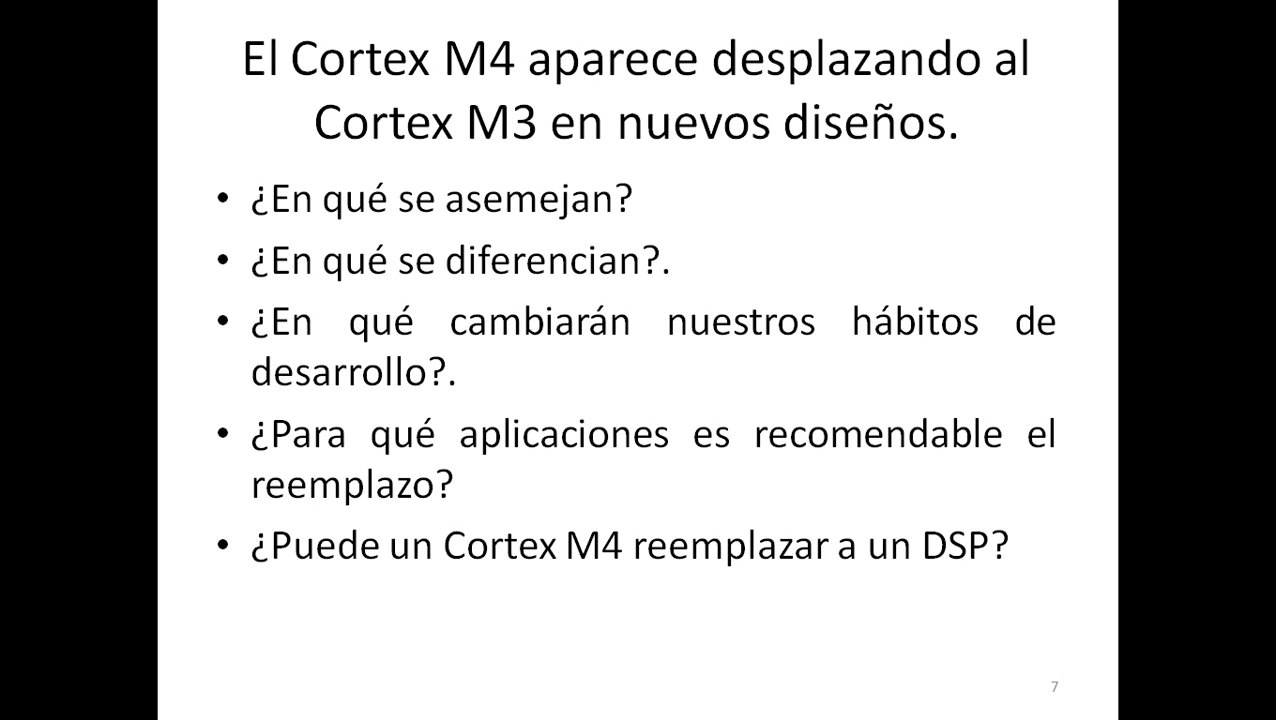 El Cortex M4 aparece desplazando al
Cortex M3 en nuevos diseños.
• ¿En qué se asemejan?
• ¿En qué se diferencian?.
• ¿En qué cambiarán nuestros hábitos de
desarrollo?.
• ¿Para qué aplicaciones es recomendable el
reemplazo?
• ¿Puede un Cortex M4 reemplazar a un DSP?
7